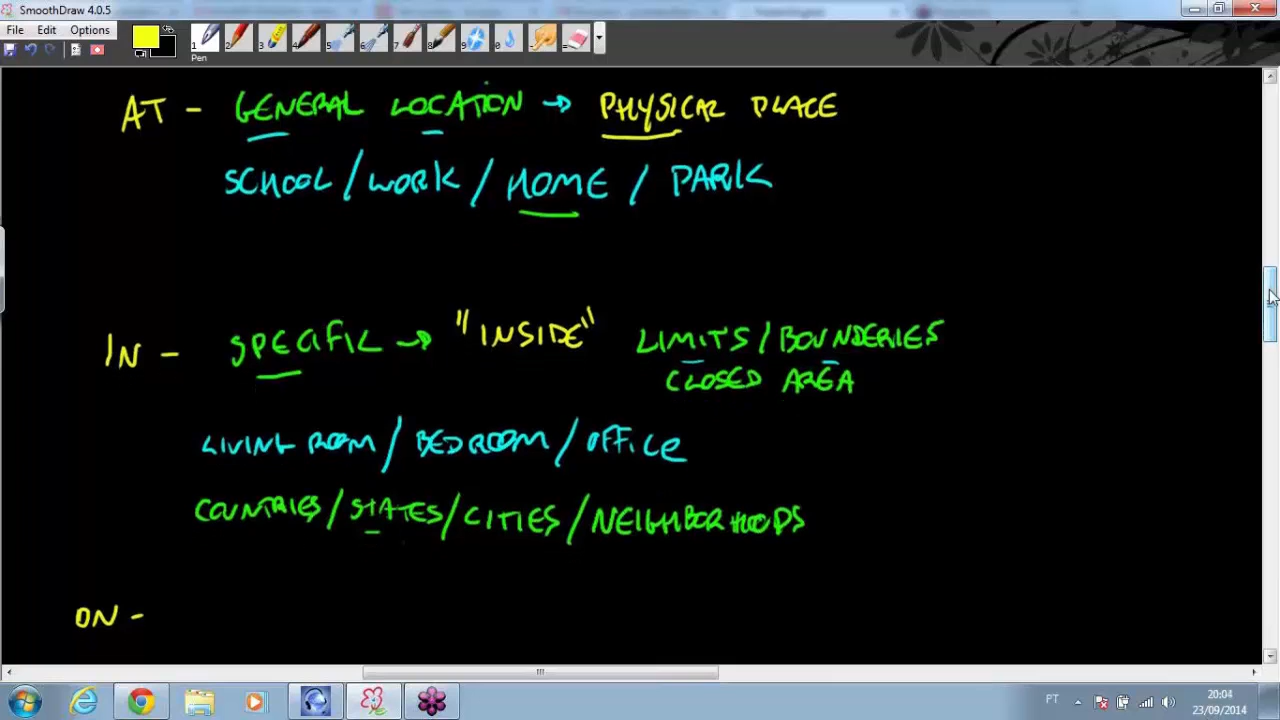 SmoothDraw 4.0.5
File Edit Options
Pen
AT - GENERAL LOCATION → PHYSICAL PLACE
SCHOOL / WORK / HOME / PARK
IN - SPECIFIC → "INSIDE" LIMITS / BOUNDERIES
CLOSED AREA
LIVING ROOM / BEDROOM / OFFICE
COUNTRIES / STATES / CITIES / NEIGHBORHOODS
ON -
PT 20:04
23/09/2014